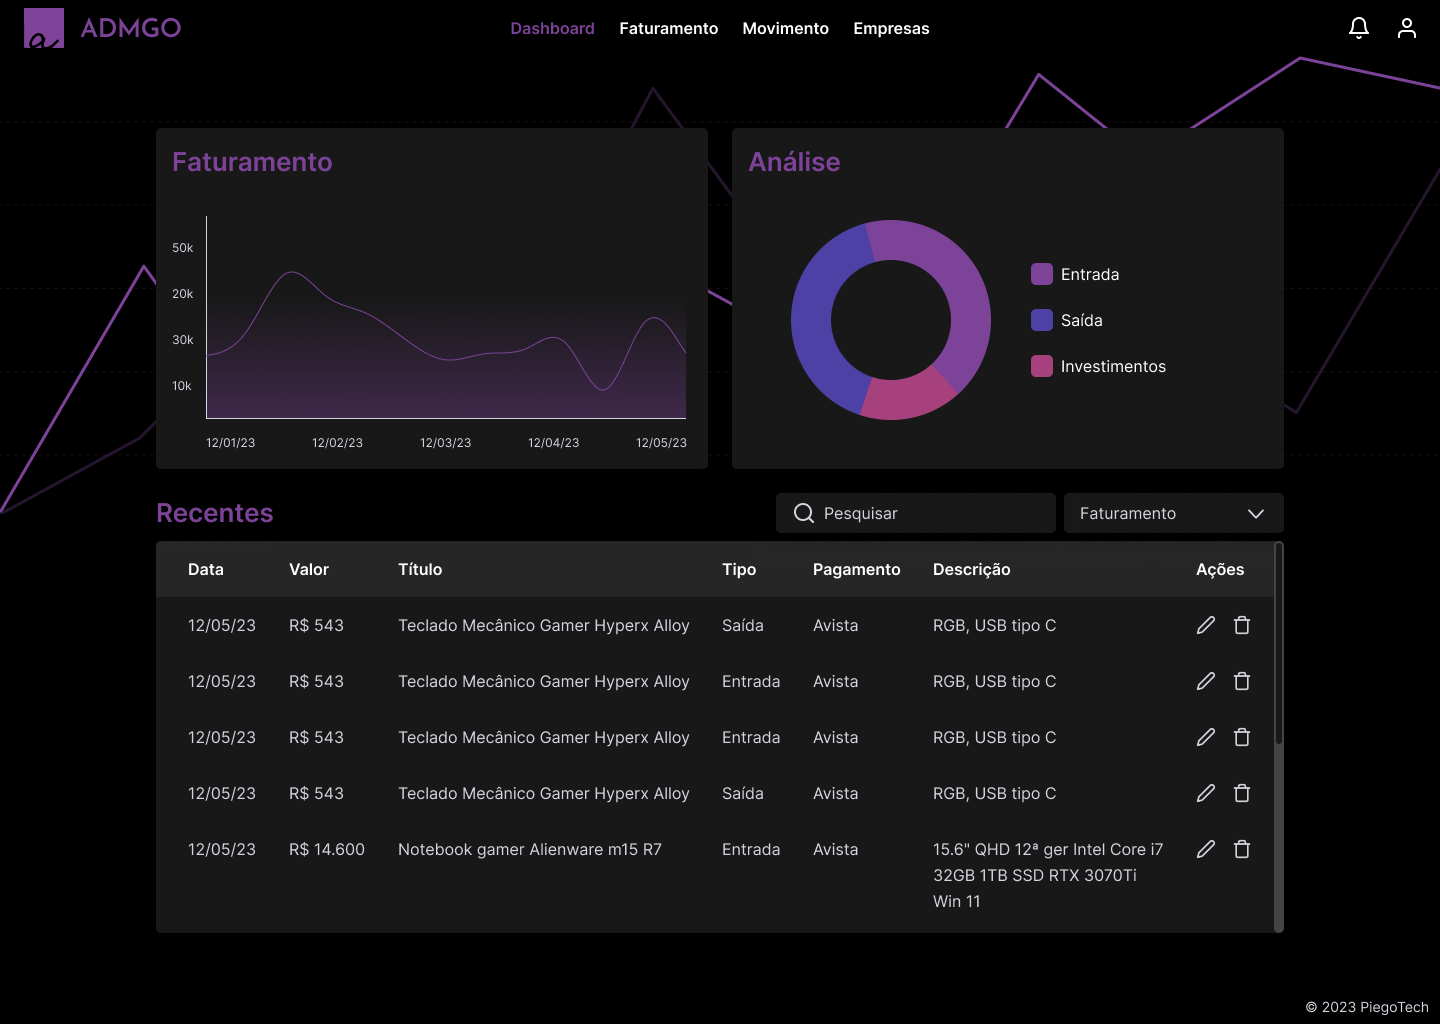 ADMGO
Dashboard Faturamento Movimento Empresas
Faturamento
50k
20k
30k
10k
12/01/23 12/02/23 12/03/23 12/04/23 12/05/23
Análise
Entrada
Saída
Investimentos
Recentes
Pesquisar
Faturamento
Data Valor Título Tipo Pagamento Descrição Ações
12/05/23 R$ 543 Teclado Mecânico Gamer Hyperx Alloy Saída Avista RGB, USB tipo C
12/05/23 R$ 543 Teclado Mecânico Gamer Hyperx Alloy Entrada Avista RGB, USB tipo C
12/05/23 R$ 543 Teclado Mecânico Gamer Hyperx Alloy Entrada Avista RGB, USB tipo C
12/05/23 R$ 543 Teclado Mecânico Gamer Hyperx Alloy Saída Avista RGB, USB tipo C
12/05/23 R$ 14.600 Notebook gamer Alienware m15 R7 Entrada Avista 15.6" QHD 12ª ger Intel Core i7
32GB 1TB SSD RTX 3070Ti
Win 11
© 2023 PiegoTech